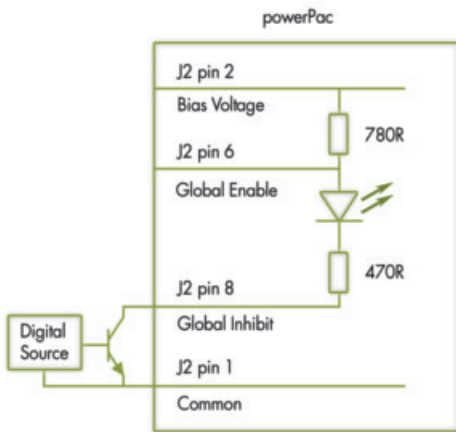 powerPac
J2 pin 2
Bias Voltage
780R
J2 pin 6
Global Enable
470R
J2 pin 8
Global Inhibit
Digital
Source
J2 pin 1
Common